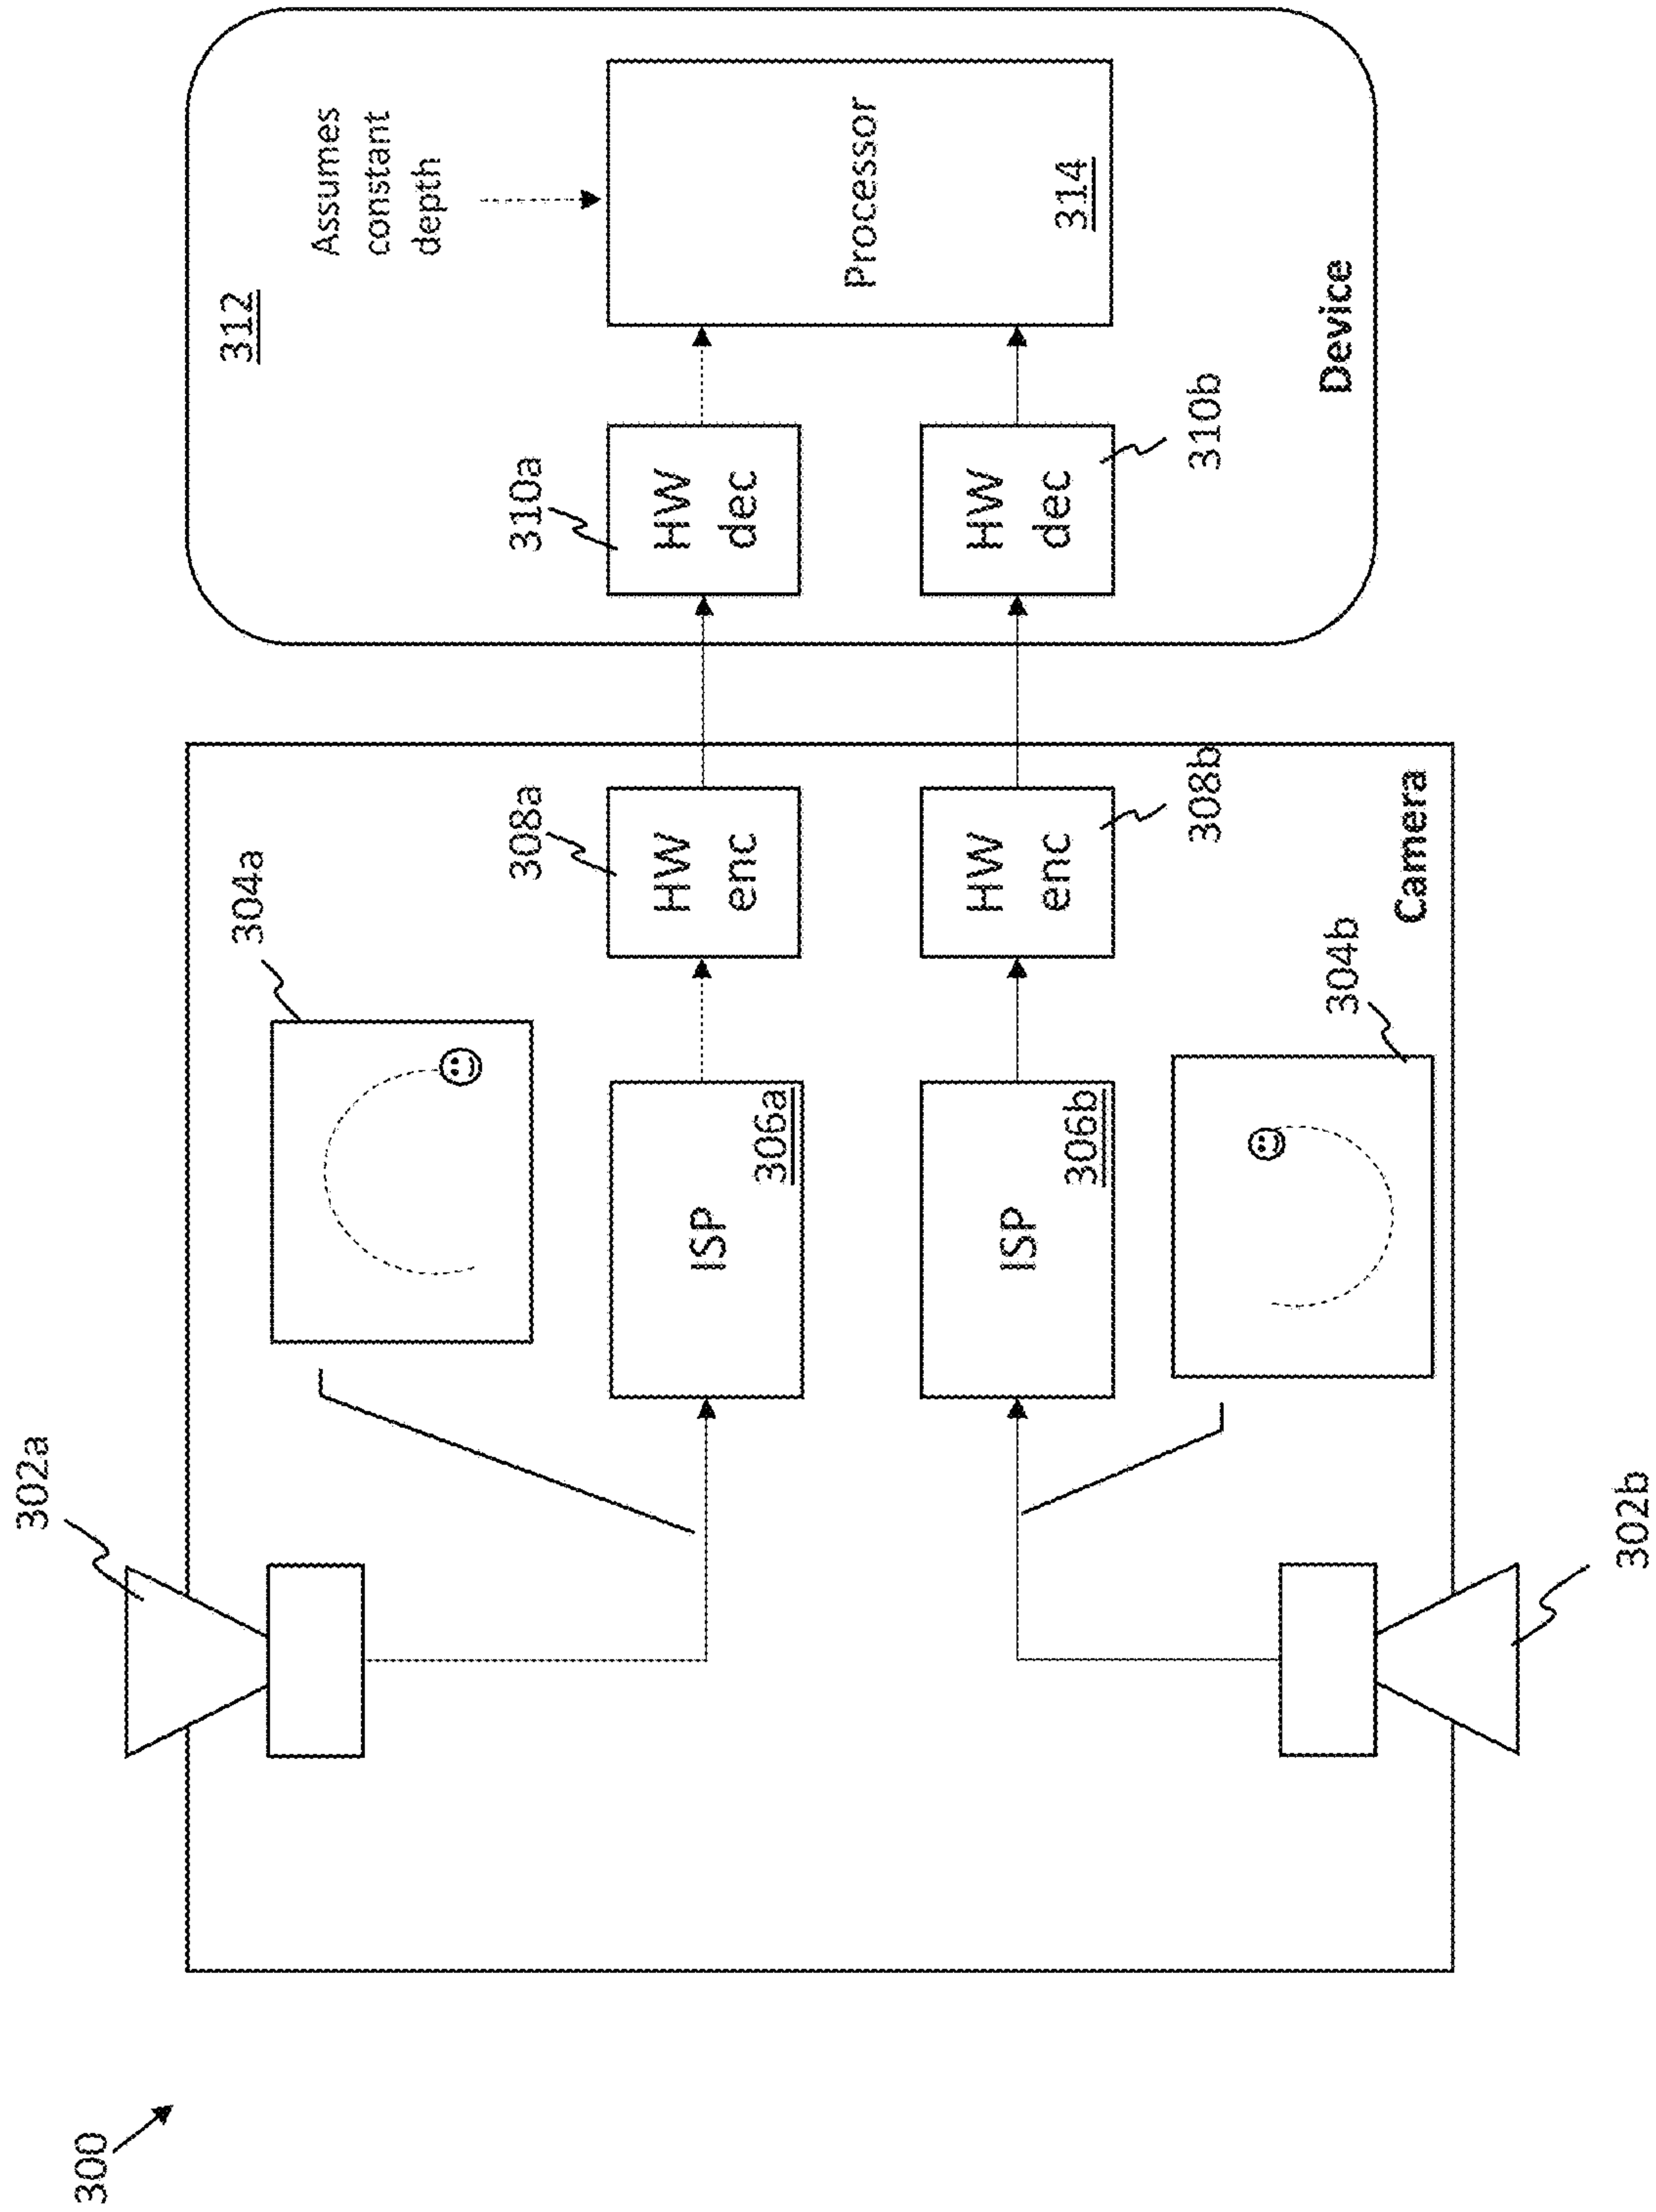 300
302a
304a
308a
310a
312
Assumes
constant
depth
ISP
306a
HW
enc
HW
dec
Processor
314
ISP
306b
HW
enc
HW
dec
308b
310b
304b
302b
Camera
Device